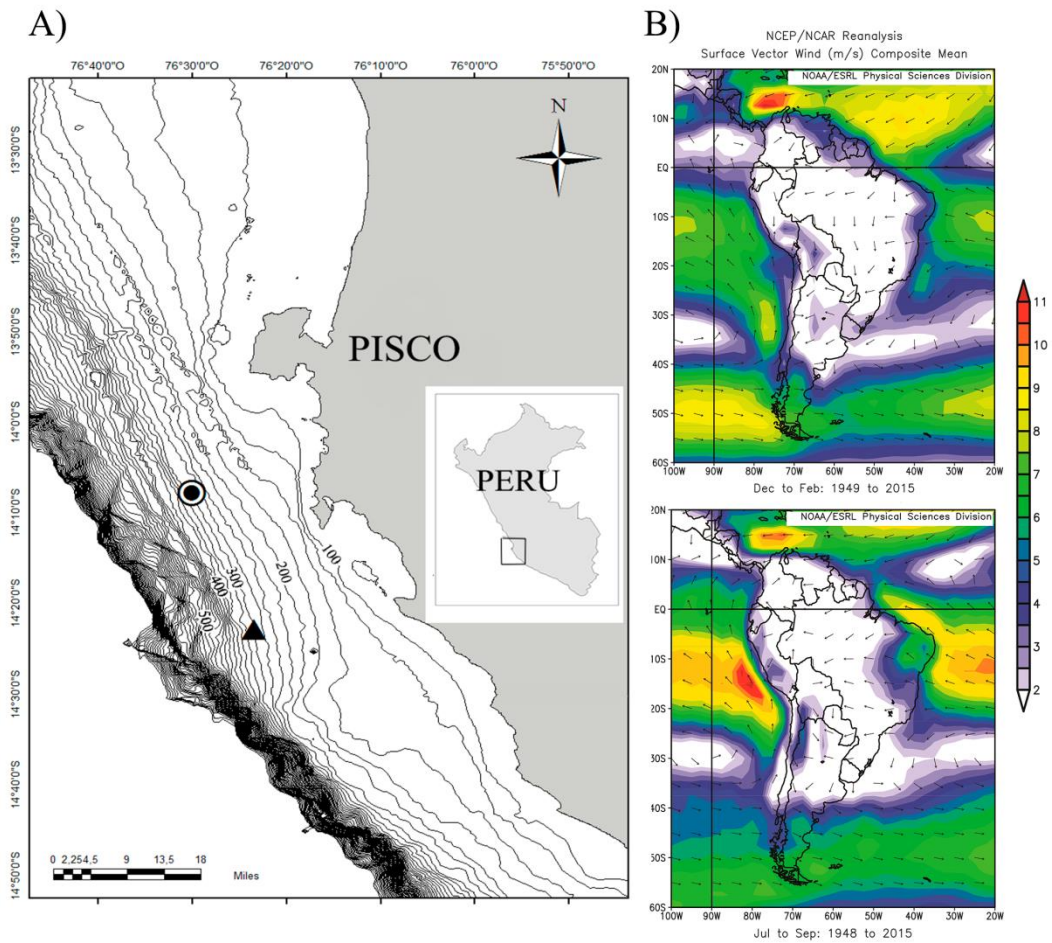 A)
76°40'0"W 76°30'0"W 76°20'0"W 76°10'0"W 76°0'0"W 75°50'0"W
13°30'0"S
13°40'0"S
13°50'0"S
14°00'0"S
14°10'0"S
14°20'0"S
14°30'0"S
14°40'0"S
14°50'0"S
N
PISCO
PERU
100
200
300
400
500
0 2,254,5 9 13,5 18
Miles
B)
NCEP/NCAR Reanalysis
Surface Vector Wind (m/s) Composite Mean
NOAA/ESRL Physical Sciences Division
20N
10N
EQ
10S
20S
30S
40S
50S
60S
100W 90W 80W 70W 60W 50W 40W 30W 20W
Dec to Feb: 1949 to 2015
NOAA/ESRL Physical Sciences Division
20N
10N
EQ
10S
20S
30S
40S
50S
60S
100W 90W 80W 70W 60W 50W 40W 30W 20W
Jul to Sep: 1948 to 2015
11
10
9
8
7
6
5
4
3
2